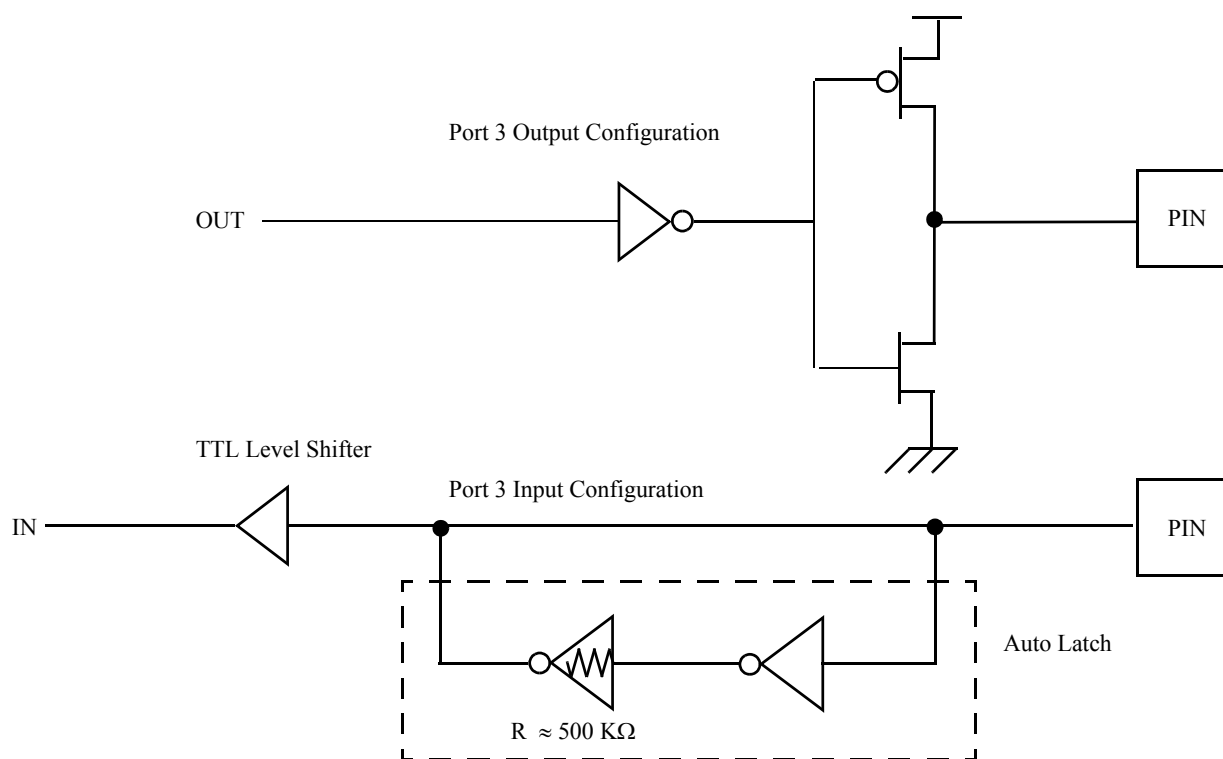 Port 3 Output Configuration
OUT
PIN
TTL Level Shifter
Port 3 Input Configuration
IN
PIN
Auto Latch
R ≈ 500 KΩ